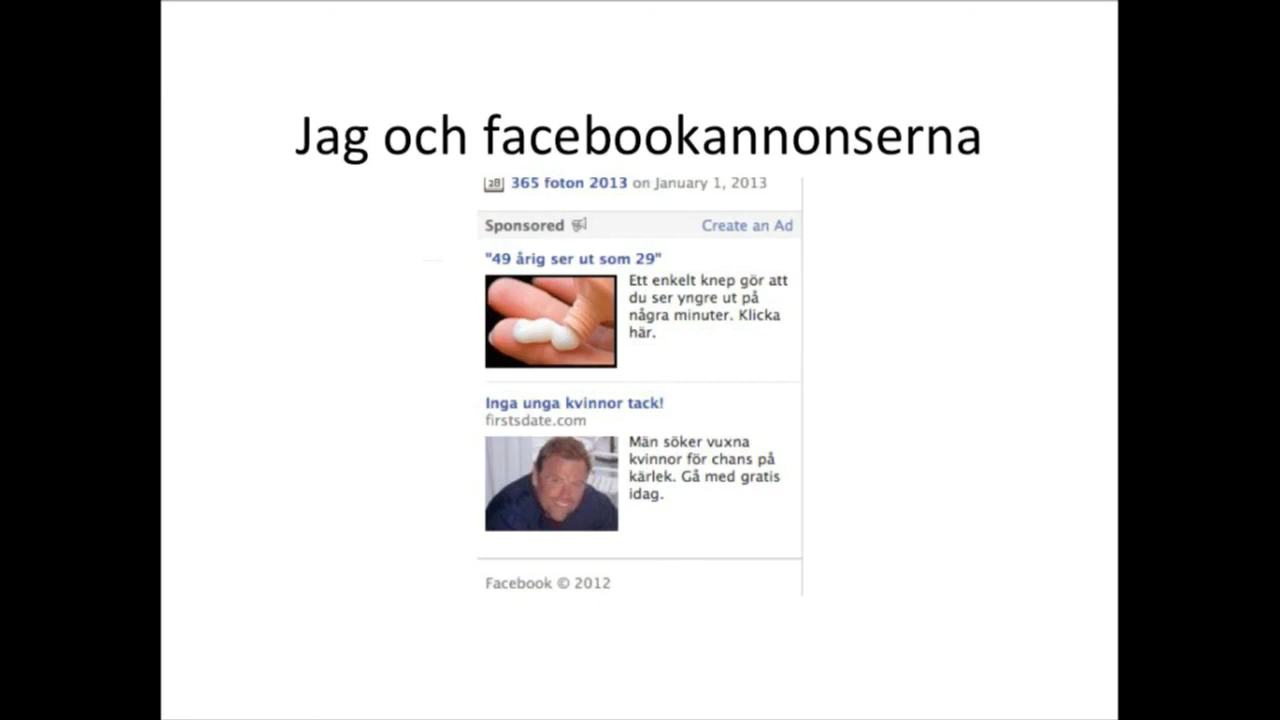 Jag och facebookannonserna
28 365 foton 2013 on January 1, 2013
Sponsored Create an Ad
"49 årig ser ut som 29"
Ett enkelt knep gör att
du ser yngre ut på
några minuter. Klicka
här.
Inga unga kvinnor tack!
firstsdate.com
Män söker vuxna
kvinnor för chans på
kärlek. Gå med gratis
idag.
Facebook © 2012